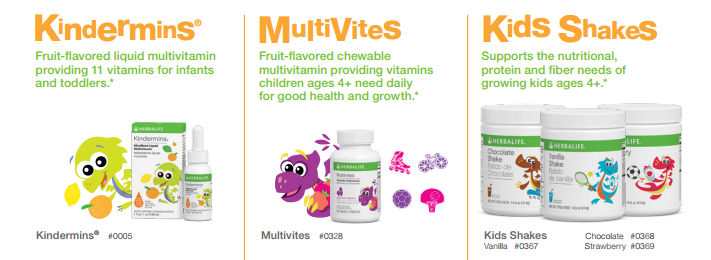 Kindermins®
Fruit-flavored liquid multivitamin
providing 11 vitamins for infants
and toddlers.*
HERBALIFE.
Kindermins.
HERBALIFE
Kindermins® #0005
MultiVites
Fruit-flavored chewable
multivitamin providing vitamins
children ages 4+ need daily
for good health and growth.*
HERBALIFE
Multivites
Multivites #0328
Kids Shakes
Supports the nutritional,
protein and fiber needs of
growing kids ages 4+.*
HERBALIFE.
Chocolate
Shake
Batido de
Chocolate
HERBALIFE.
Vanilla
Shake
Batido
de Vainilla
HERBALIFE.
Kids Shakes
Chocolate #0368
Vanilla #0367
Strawberry #0369